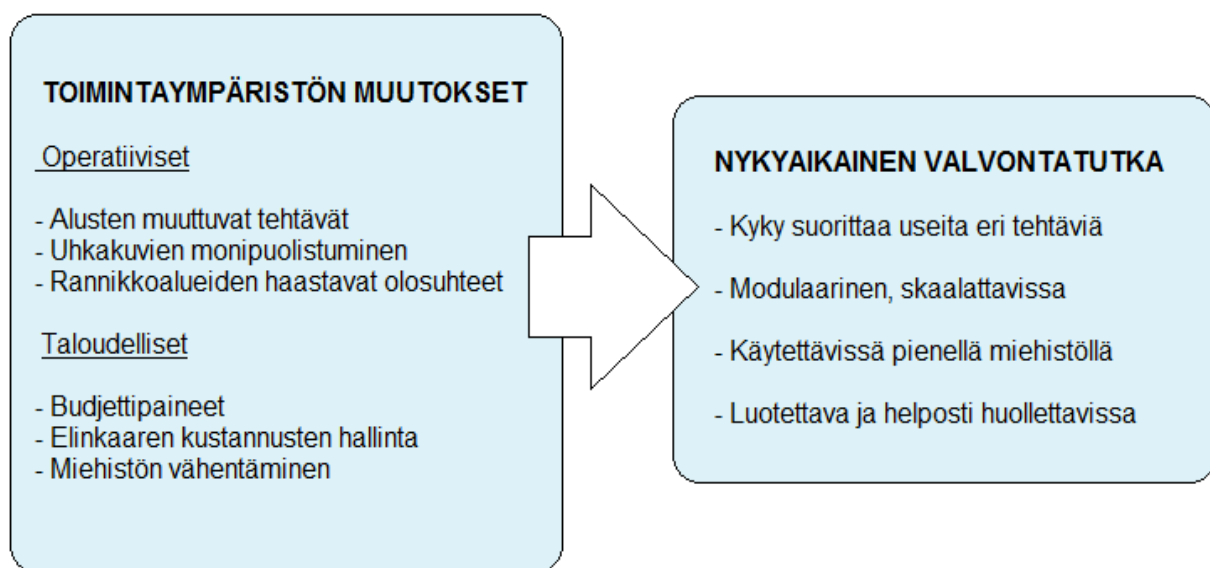 TOIMINTAYMPÄRISTÖN MUUTOKSET
Operatiiviset
- Alusten muuttuvat tehtävät
- Uhkakuvien monipuolistuminen
- Rannikkoalueiden haastavat olosuhteet
Taloudelliset
- Budjettipaineet
- Elinkaaren kustannusten hallinta
- Miehistön vähentäminen
NYKYAIKAINEN VALVONTATUTKA
- Kyky suorittaa useita eri tehtäviä
- Modulaarinen, skaalattavissa
- Käytettävissä pienellä miehistöllä
- Luotettava ja helposti huollettavissa